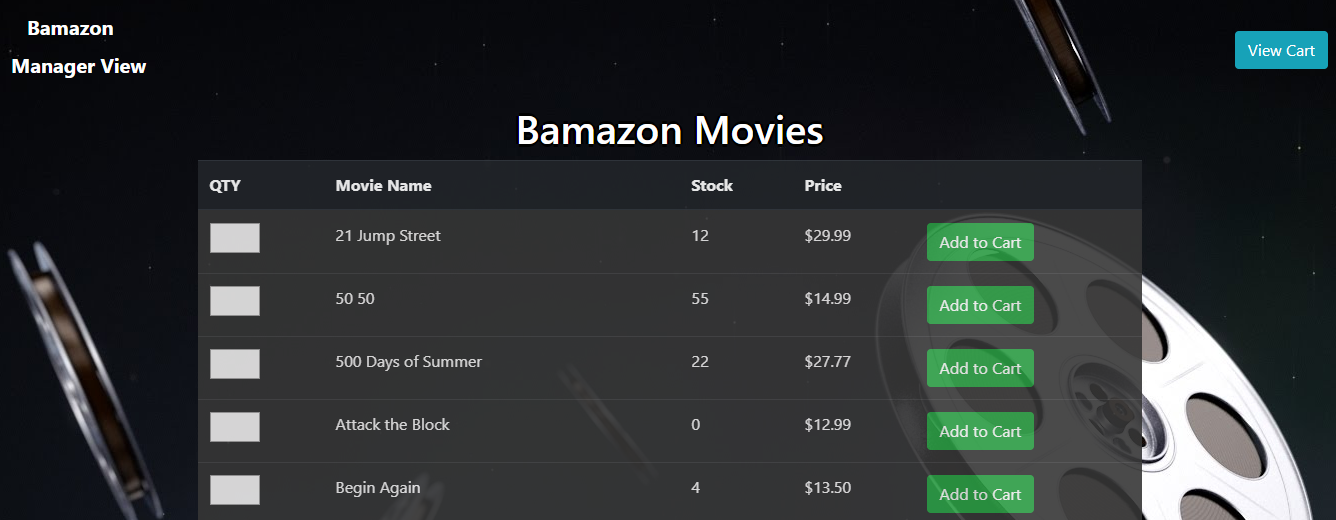 Bamazon
Manager View
View Cart
Bamazon Movies
QTY Movie Name Stock Price
21 Jump Street 12 $29.99 Add to Cart
50 50 55 $14.99 Add to Cart
500 Days of Summer 22 $27.77 Add to Cart
Attack the Block 0 $12.99 Add to Cart
Begin Again 4 $13.50 Add to Cart